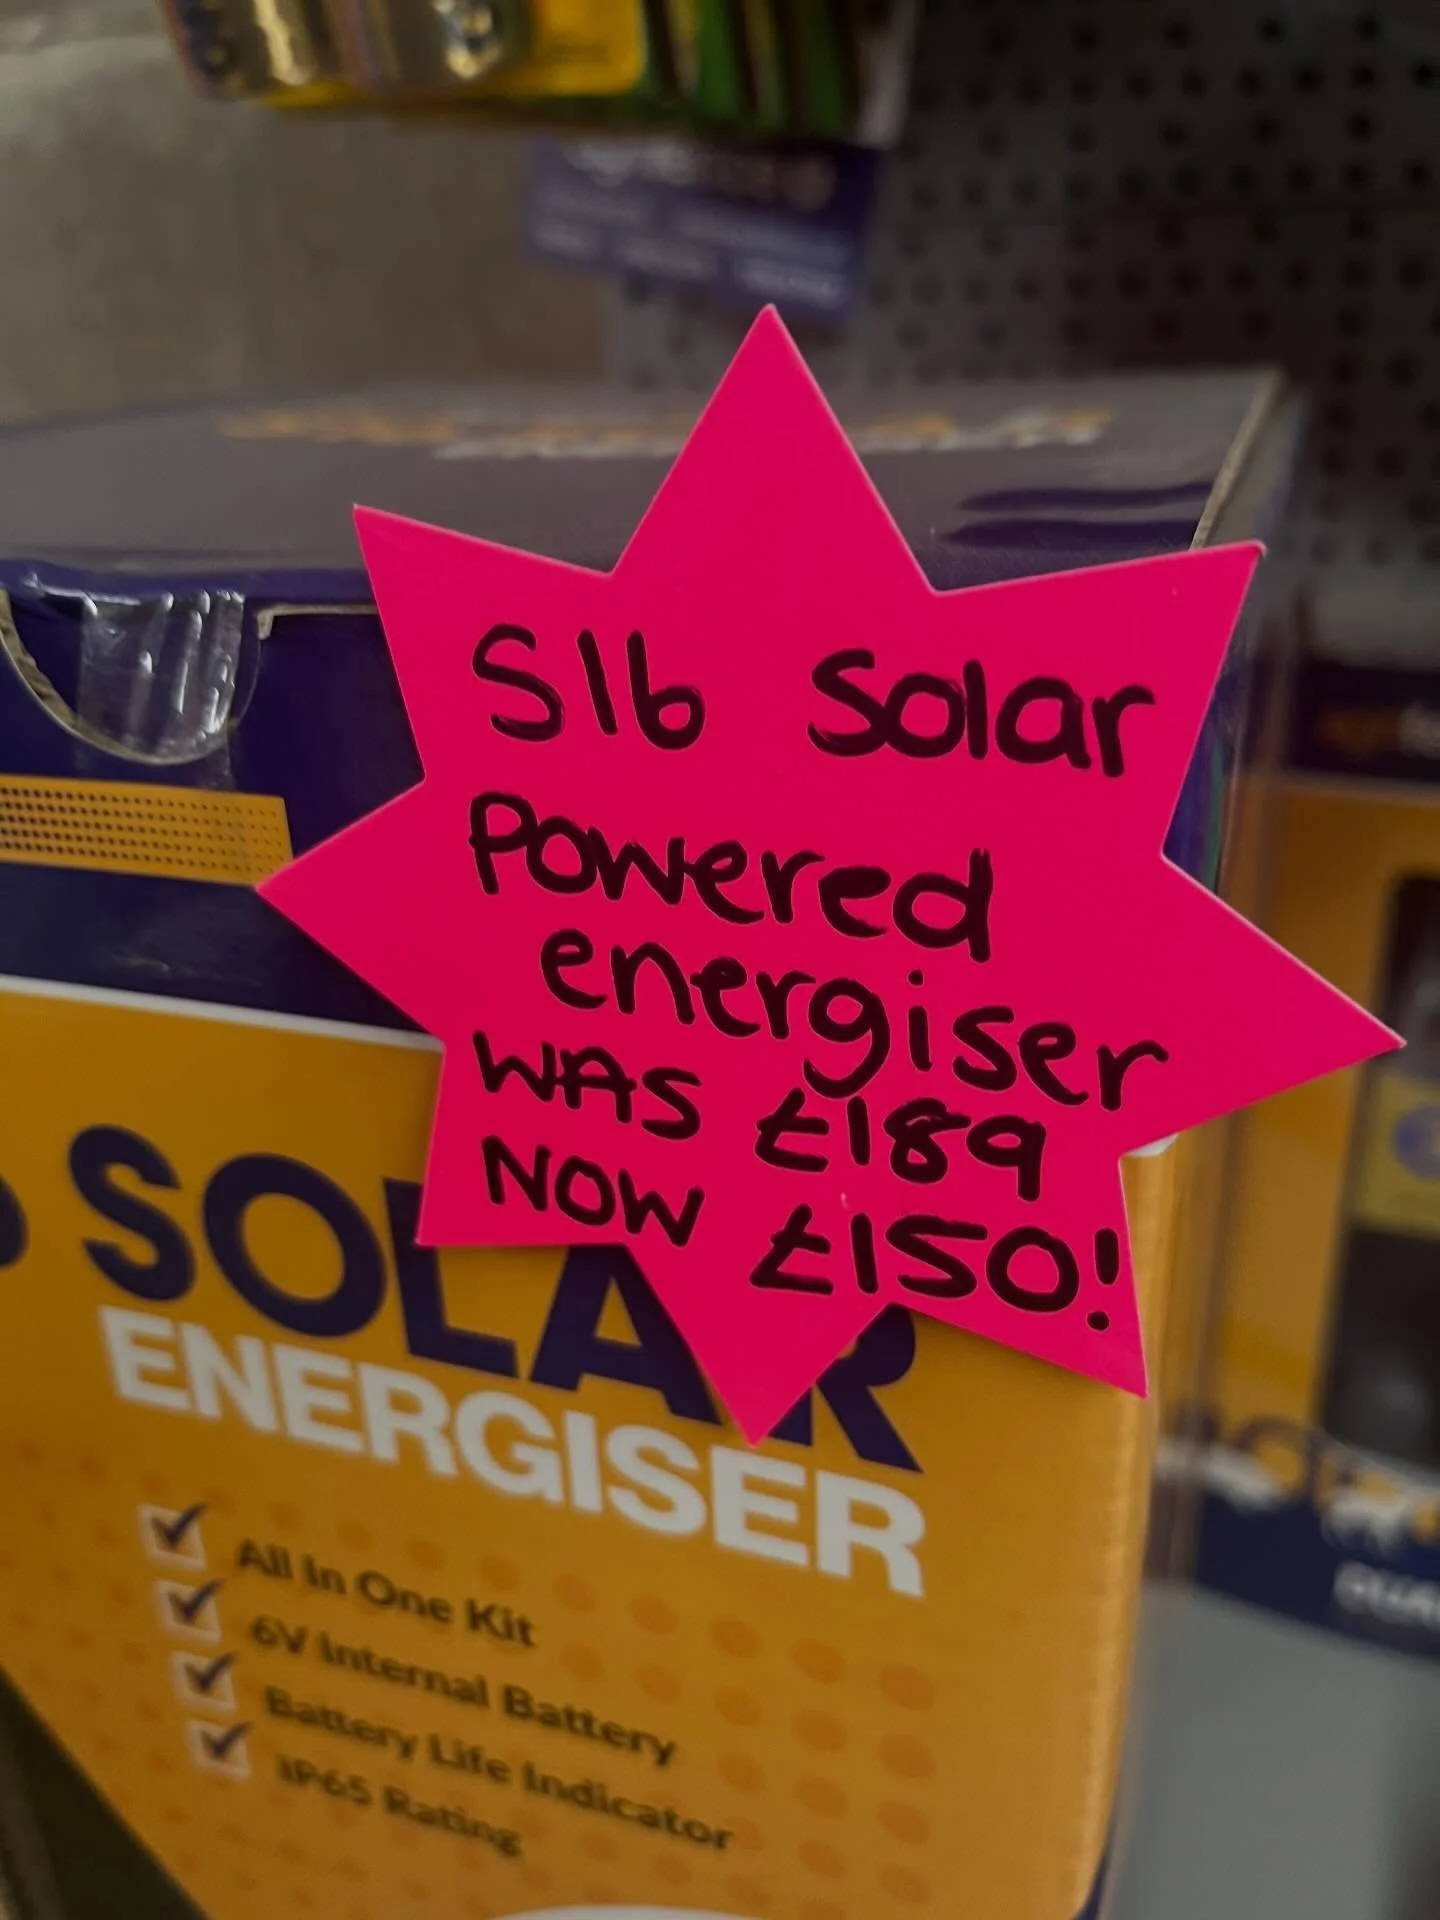 S16 Solar
Powered
energiser
WAS £189
NOW £150!
SOLAR
ENERGISER
All In One Kit
6V Internal Battery
Battery Life Indicator
IP65 Rating